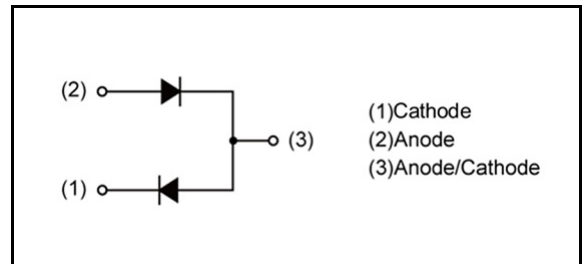 (2)
(1)
(3)
(1)Cathode
(2)Anode
(3)Anode/Cathode